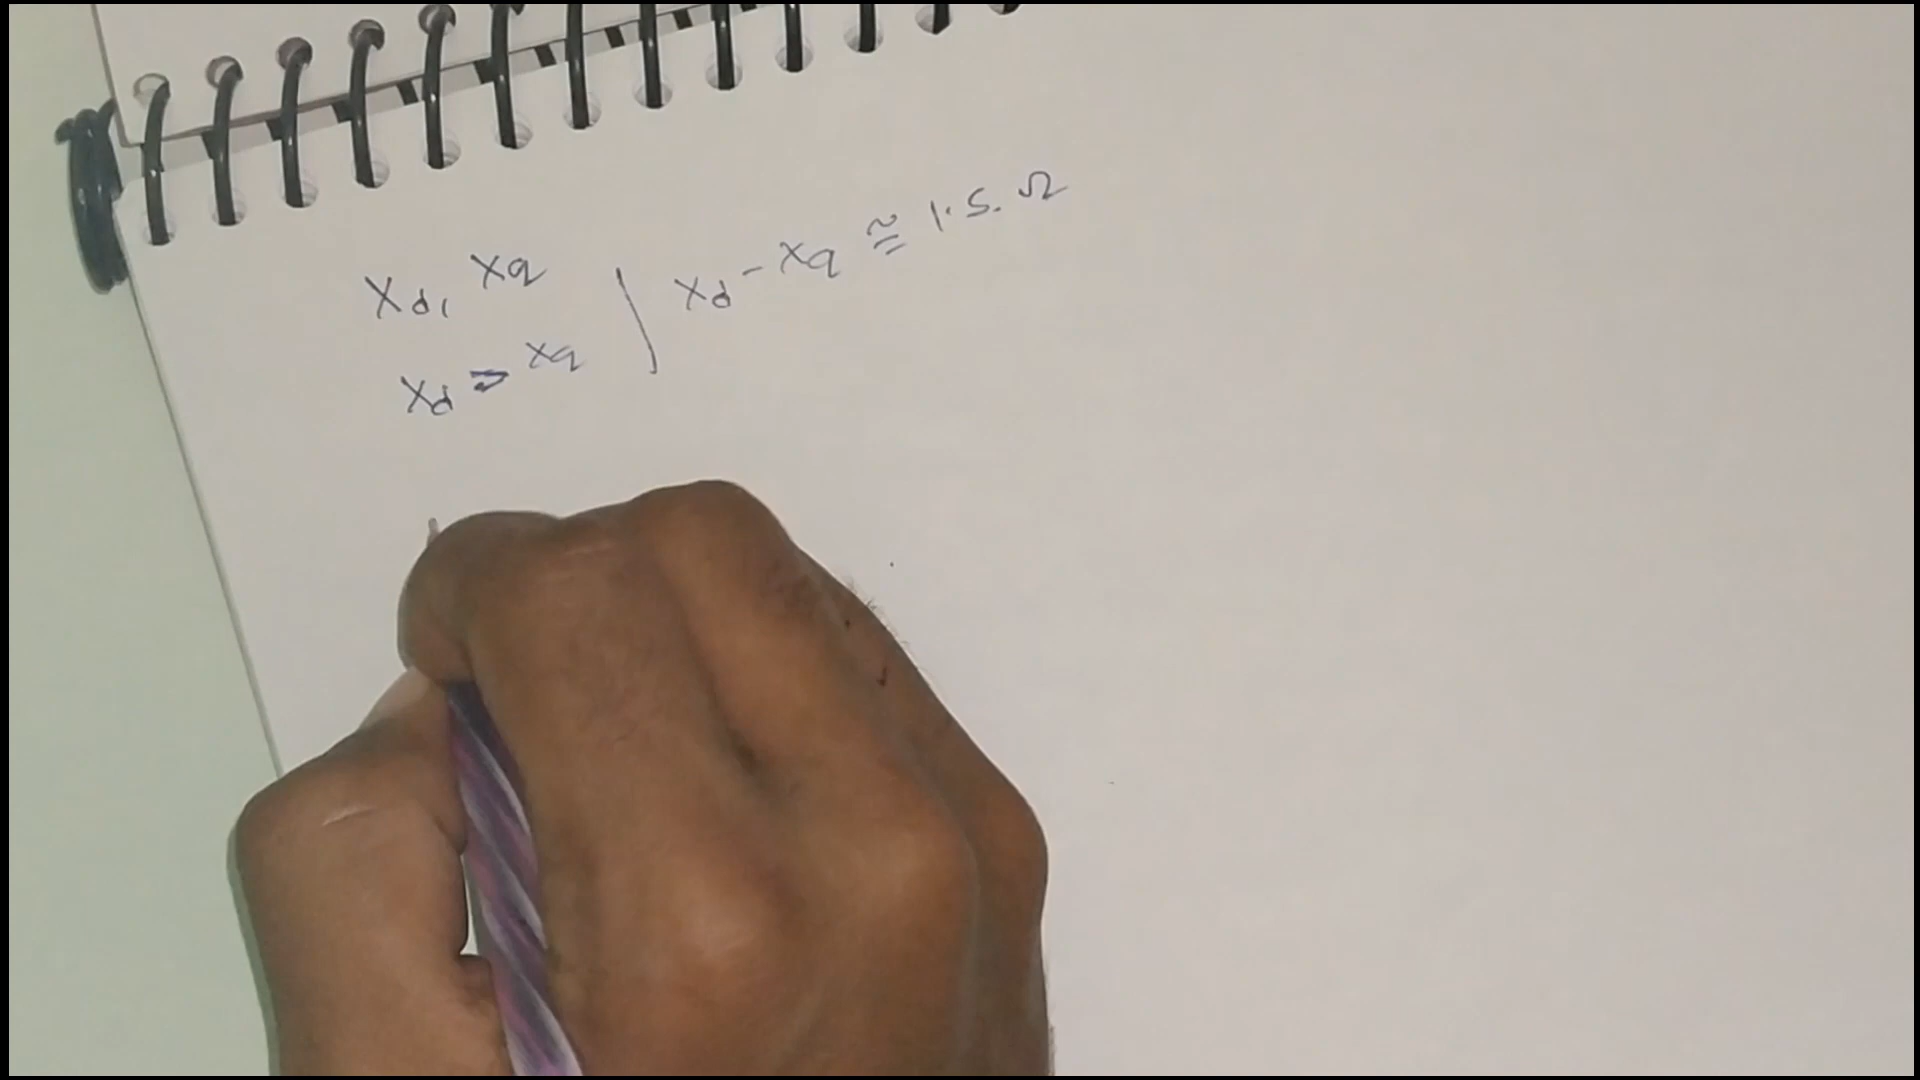 Xd, Xq | Xd - Xq ≅ 1.5. Ω
Xd = Xq